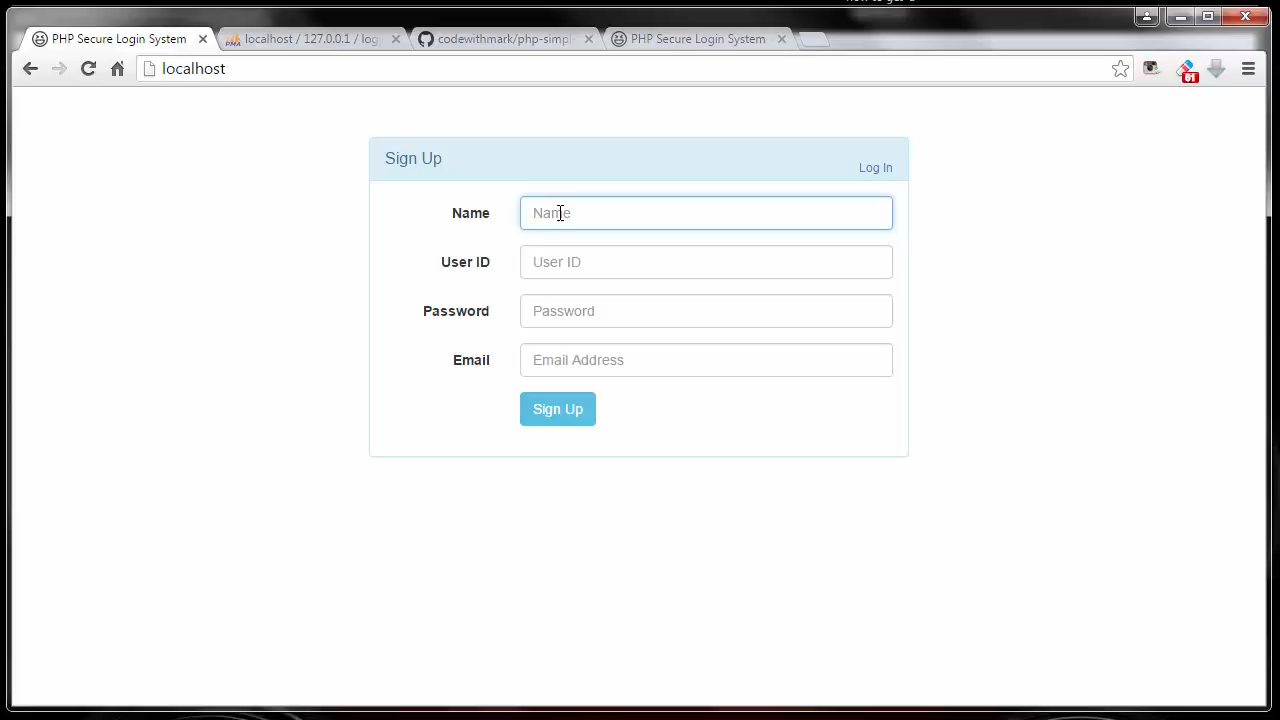 PHP Secure Login System
localhost / 127.0.0.1 / log
codewithmark/php-simpl
PHP Secure Login System
localhost
61
Sign Up
Log In
Name
Name
User ID
User ID
Password
Password
Email
Email Address
Sign Up